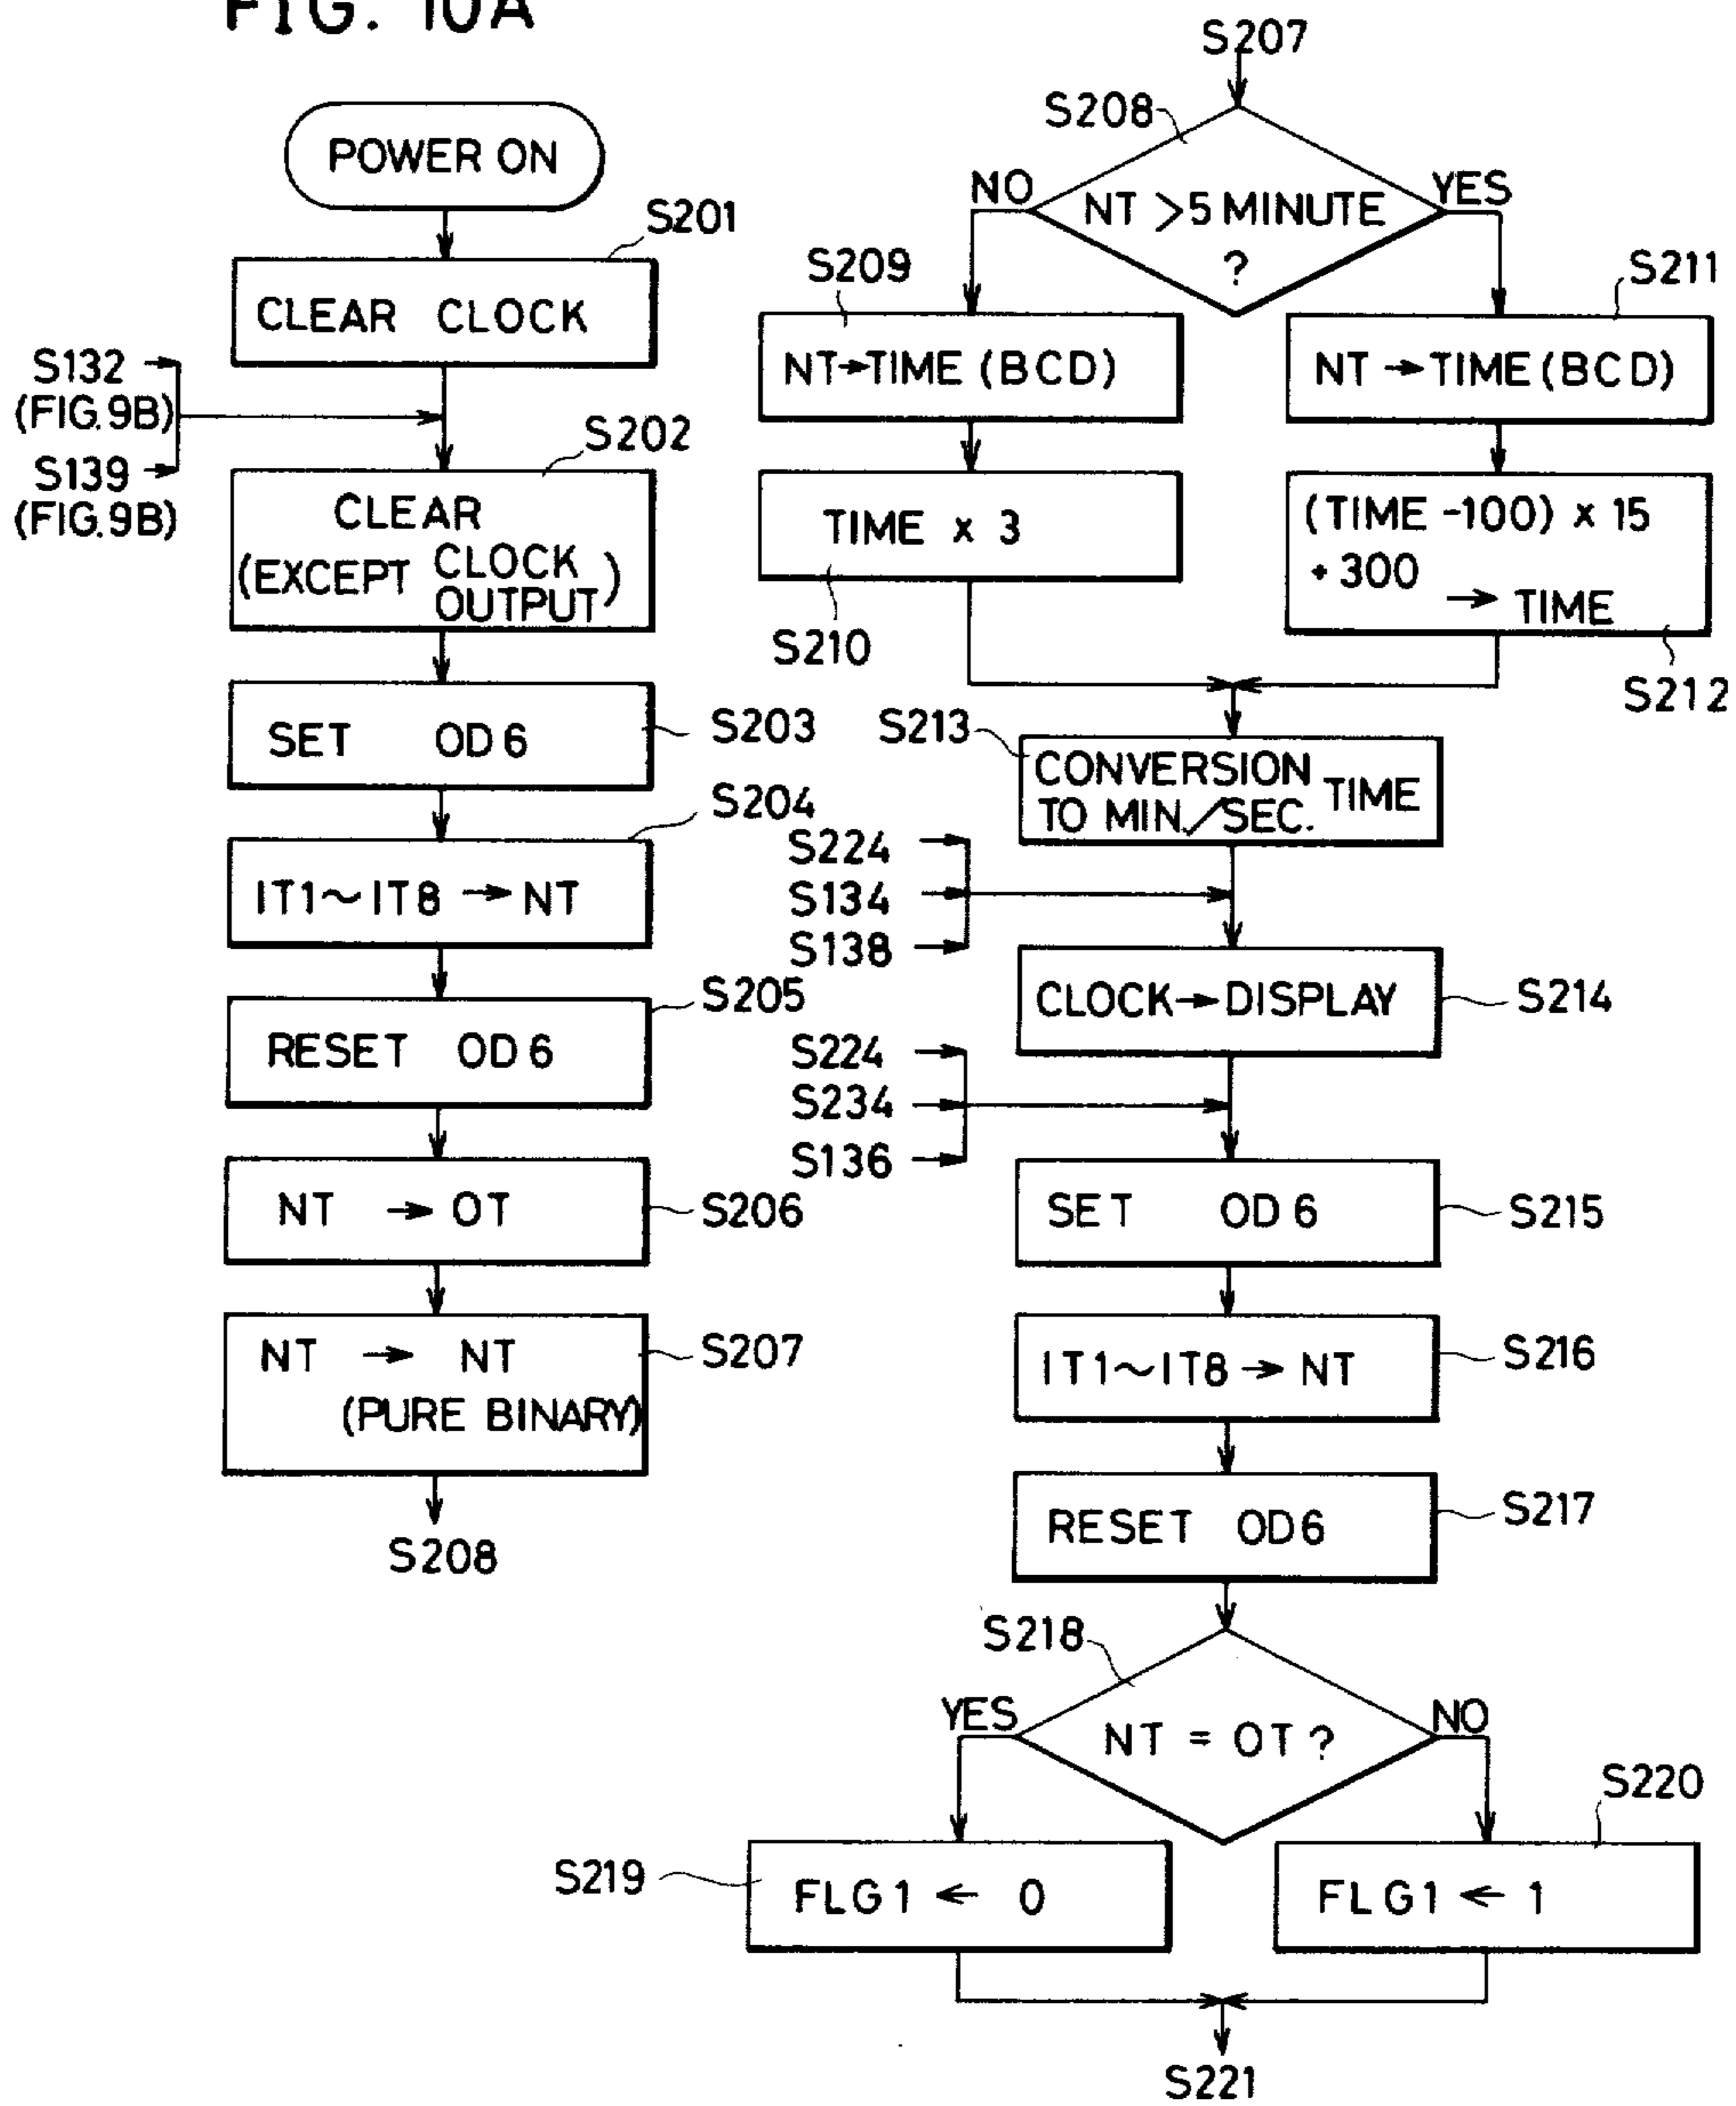 FIG. 10A
POWER ON
S201
CLEAR CLOCK
S132
(FIG.9B)
S139
(FIG.9B)
S202
CLEAR
(EXCEPT CLOCK
OUTPUT)
SET OD6
S203
S204
IT1~IT8 → NT
S205
RESET OD6
NT → OT
S206
NT → NT
(PURE BINARY)
S207
S208
S207
S208
NO
YES
NT >5 MINUTE
?
S209
S211
NT→TIME (BCD)
NT → TIME(BCD)
TIME x 3
(TIME -100) x 15
+300
→ TIME
S210
S212
S213
CONVERSION
TO MIN./SEC. TIME
S224
S134
S138
CLOCK→DISPLAY
S214
S224
S234
S136
SET OD6
S215
IT1~IT8 → NT
S216
RESET OD6
S217
S218
YES
NO
NT = OT ?
S219
S220
FLG1 ← 0
FLG1 ← 1
S221